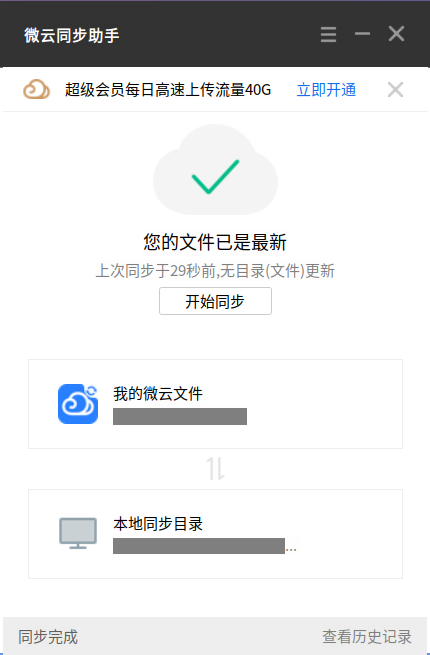 微云同步助手
超级会员每日高速上传流量40G 立即开通
您的文件已是最新
上次同步于29秒前,无目录(文件)更新
开始同步
我的微云文件
本地同步目录
...
同步完成 查看历史记录